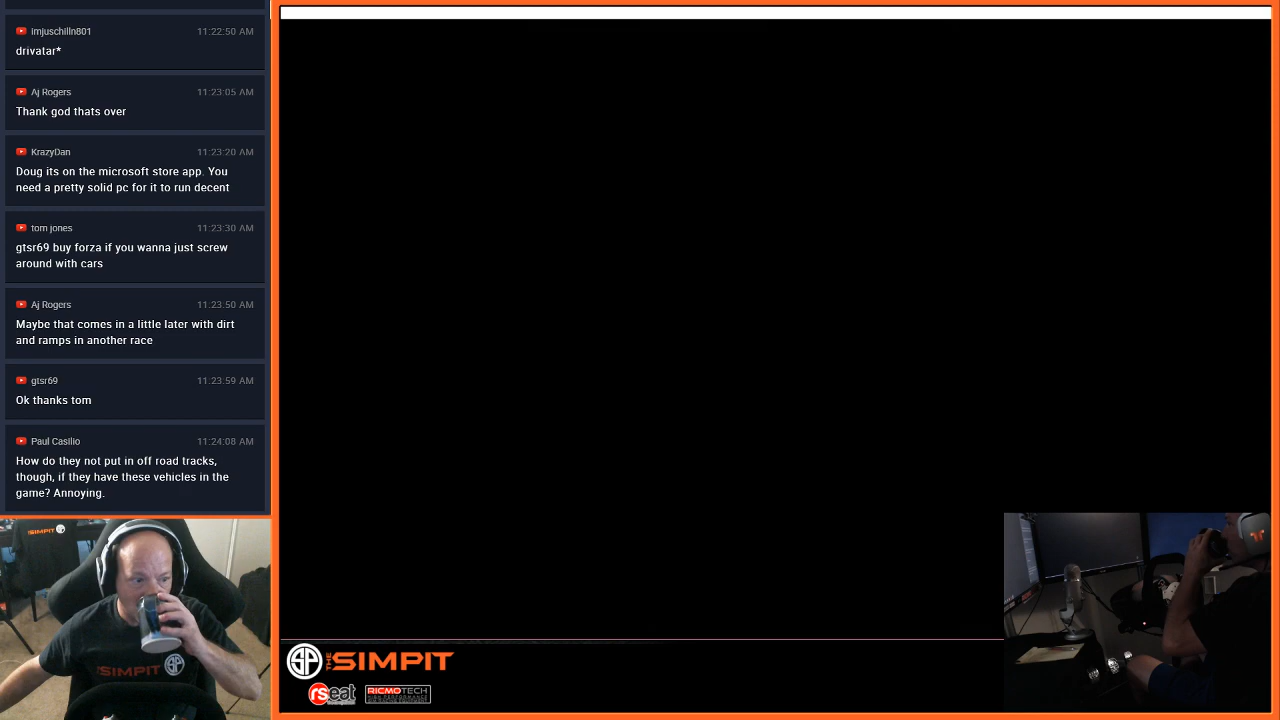 imjuschilln801 11:22:50 AM
drivatar*
Aj Rogers 11:23:05 AM
Thank god thats over
KrazyDan 11:23:20 AM
Doug its on the microsoft store app. You
need a pretty solid pc for it to run decent
tom jones 11:23:30 AM
gtsr69 buy forza if you wanna just screw
around with cars
Aj Rogers 11:23:50 AM
Maybe that comes in a little later with dirt
and ramps in another race
gtsr69 11:23:59 AM
Ok thanks tom
Paul Casilio 11:24:08 AM
How do they not put in off road tracks,
though, if they have these vehicles in the
game? Annoying.
SIMPIT
SIMPIT SP
SP THE SIMPIT
rseat
RICMOTECH